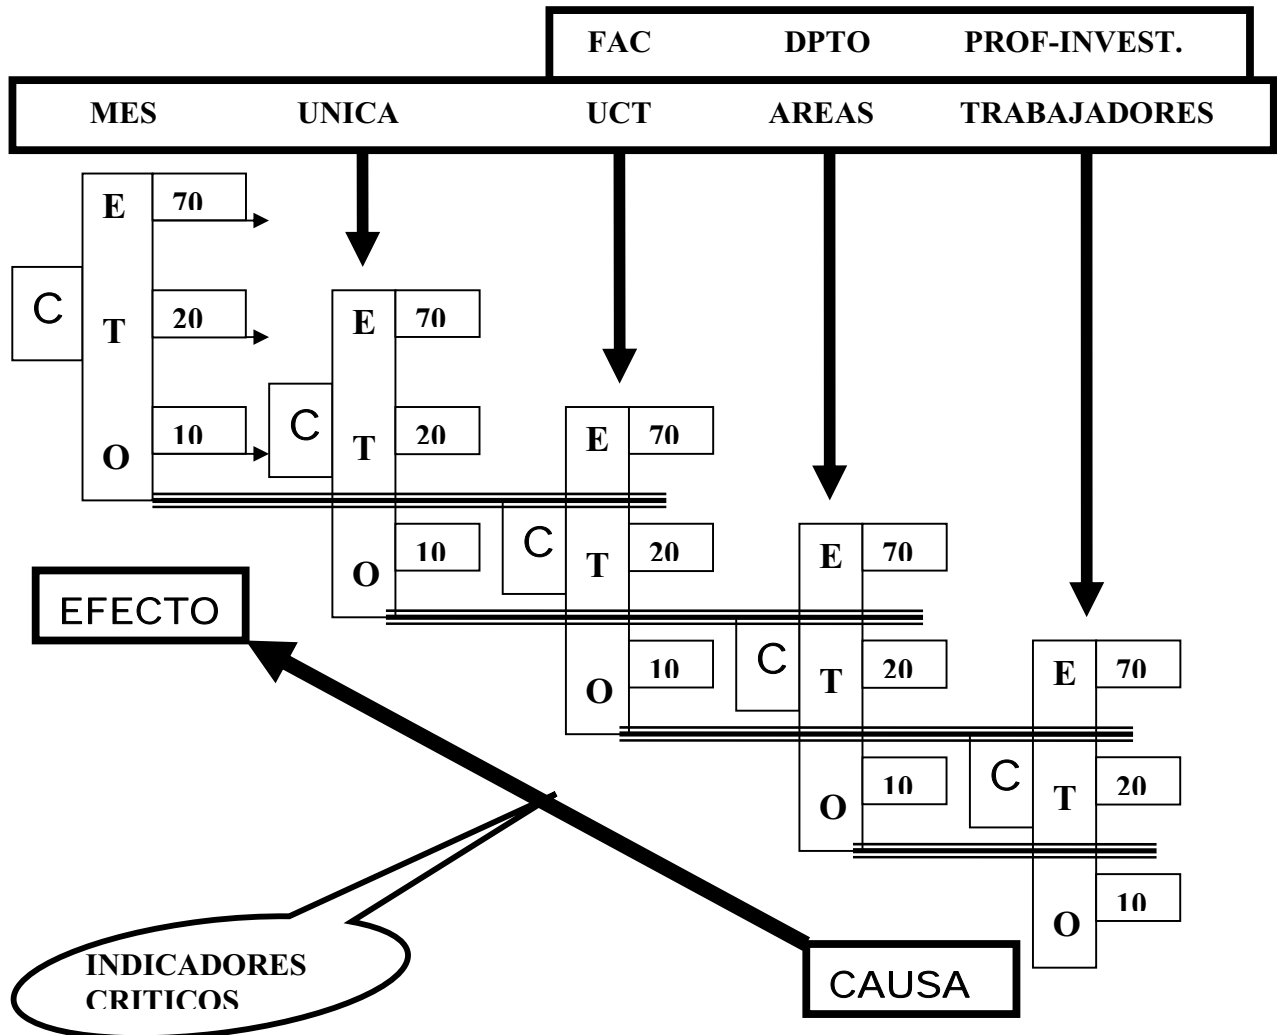 FAC DPTO PROF-INVEST.
MES UNICA UCT AREAS TRABAJADORES
E 70
C
T 20
O 10
E 70
C
T 20
O 10
E 70
C
T 20
O 10
E 70
C
T 20
O 10
E 70
C
T 20
O 10
EFECTO
INDICADORES
CRITICOS
CAUSA